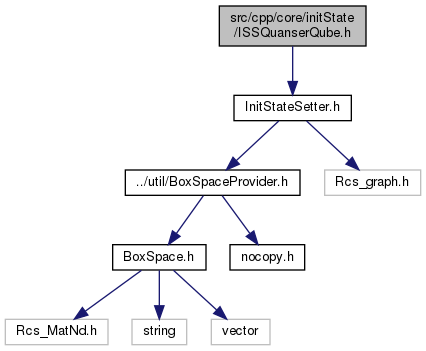 src/cpp/core/initState
/ISSQuanserQube.h
InitStateSetter.h
../util/BoxSpaceProvider.h
Rcs_graph.h
BoxSpace.h
nocopy.h
Rcs_MatNd.h
string
vector